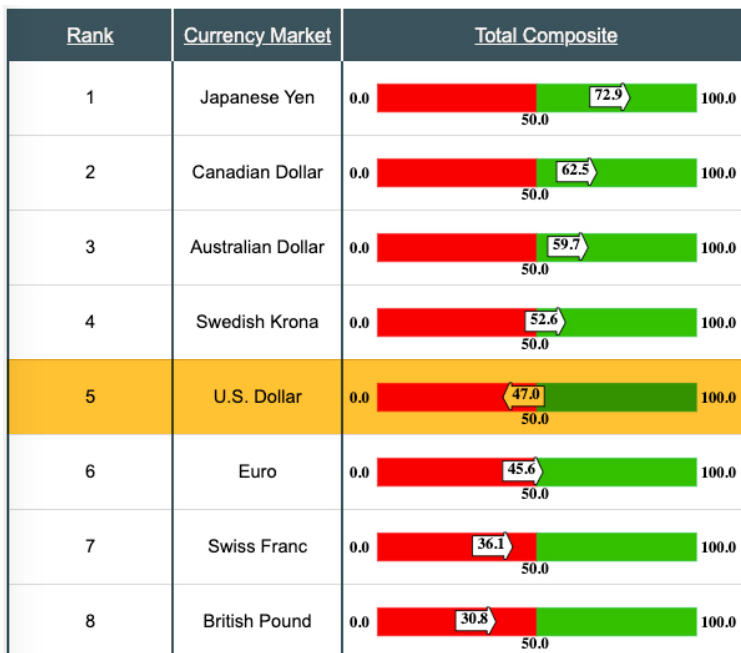 Rank Currency Market Total Composite
1 Japanese Yen 0.0 72.9 100.0
50.0
2 Canadian Dollar 0.0 62.5 100.0
50.0
3 Australian Dollar 0.0 59.7 100.0
50.0
4 Swedish Krona 0.0 52.6 100.0
50.0
5 U.S. Dollar 0.0 47.0 100.0
50.0
6 Euro 0.0 45.6 100.0
50.0
7 Swiss Franc 0.0 36.1 100.0
50.0
8 British Pound 0.0 30.8 100.0
50.0